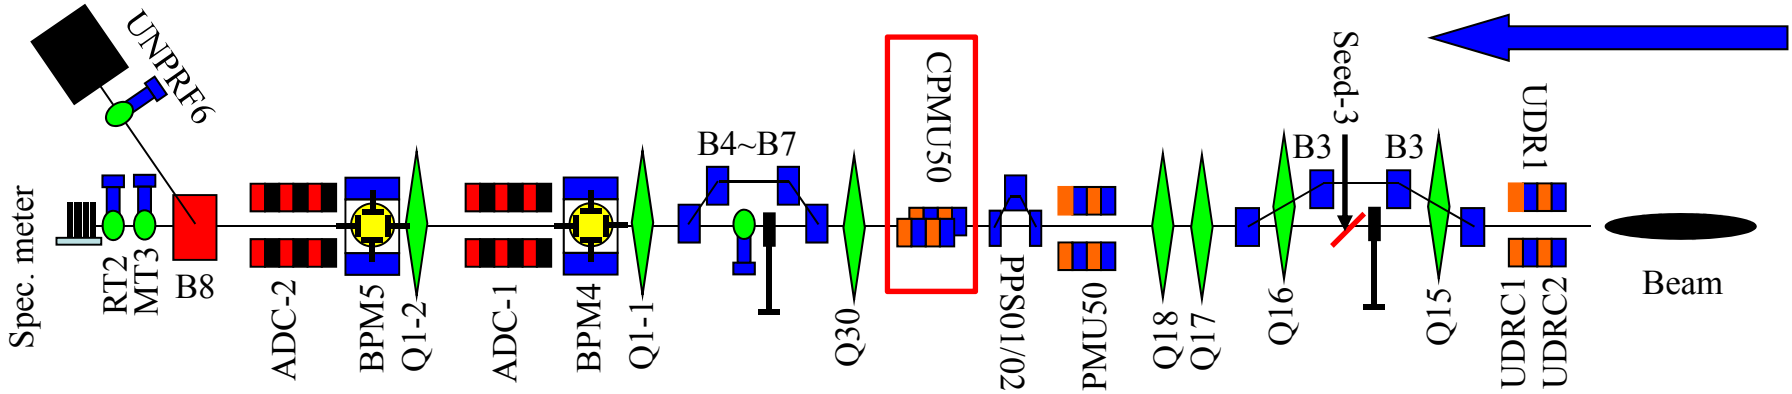 Spec. meter
RT2
MT3
UNPRF6
B8
ADC-2
BPM5
Q1-2
ADC-1
BPM4
Q1-1
B4~B7
Q30
CPMU50
PPS01/02
PMU50
Q18
Q17
Q16
B3
Seed-3
B3
Q15
UDR1
UDRC1
UDRC2
Beam